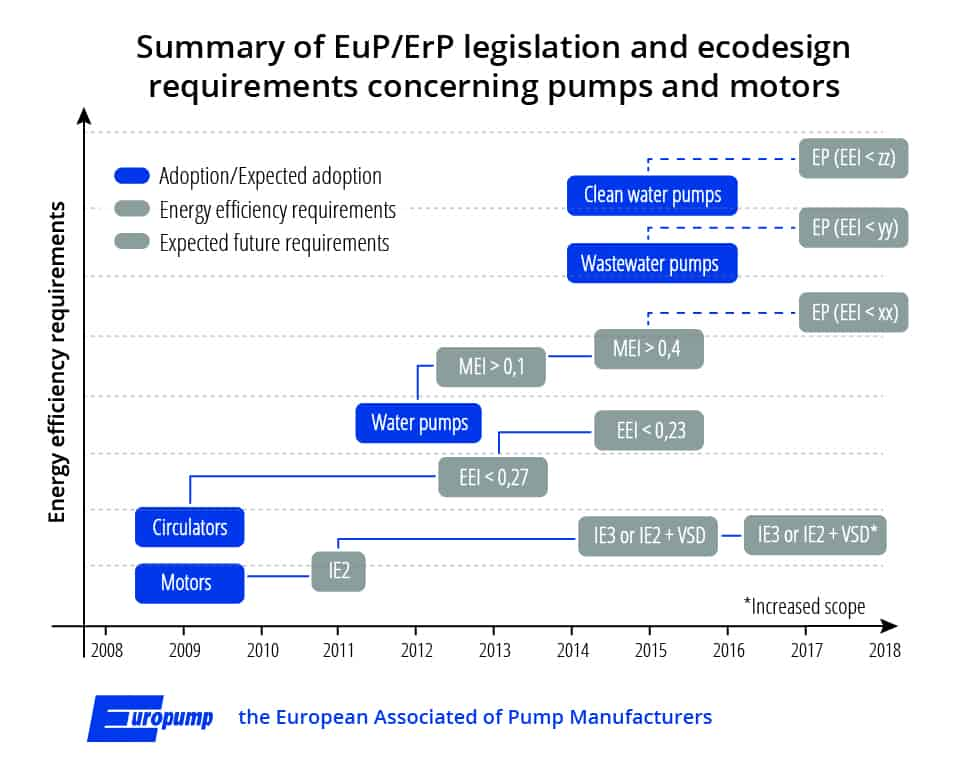 Summary of EuP/ErP legislation and ecodesign
requirements concerning pumps and motors
Energy efficiency requirements
Adoption/Expected adoption
Energy efficiency requirements
Expected future requirements
EP (EEI < zz)
Clean water pumps
EP (EEI < yy)
Wastewater pumps
EP (EEI < xx)
MEI > 0,4
MEI > 0,1
Water pumps
EEI < 0,23
EEI < 0,27
Circulators
IE3 or IE2 + VSD
IE3 or IE2 + VSD*
IE2
Motors
*Increased scope
2008 2009 2010 2011 2012 2013 2014 2015 2016 2017 2018
Europump
the European Associated of Pump Manufacturers